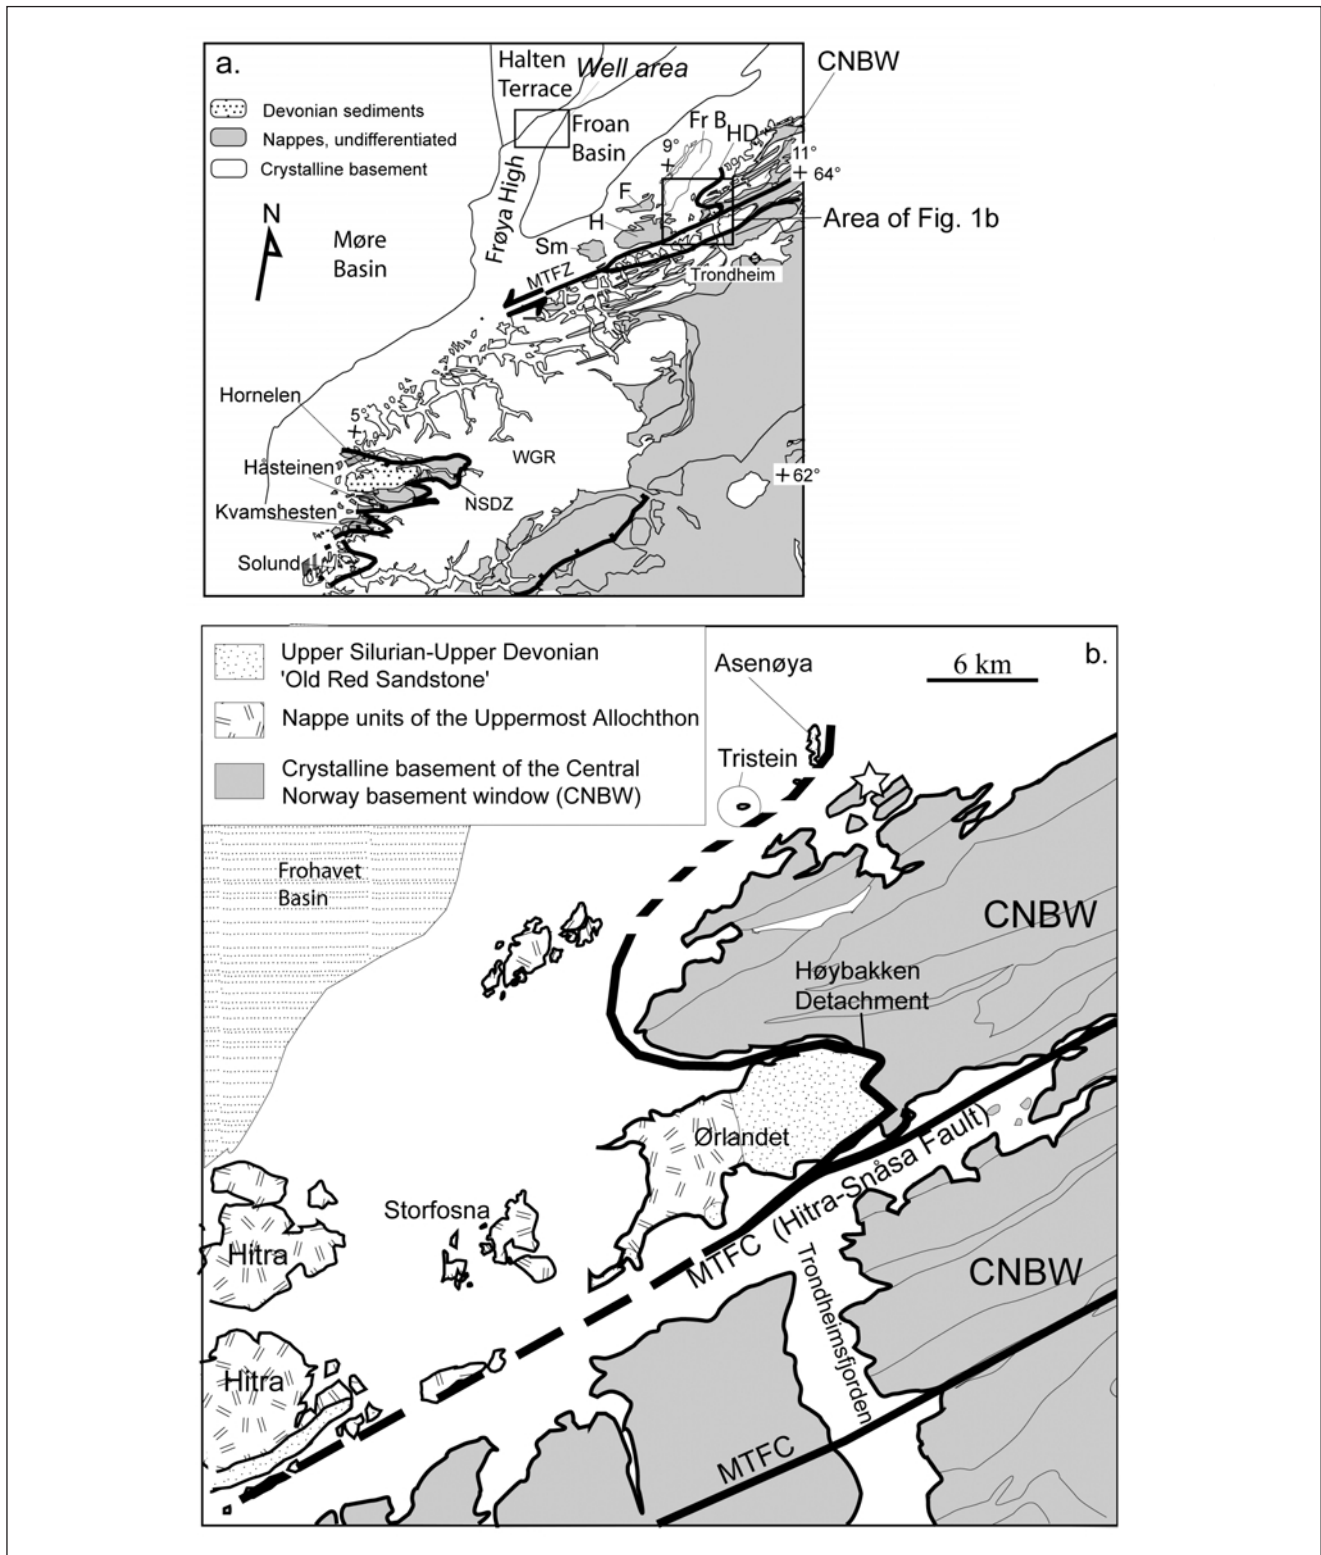 a.
Halten
Terrace
Well area
CNBW
Devonian sediments
Nappes, undifferentiated
Crystalline basement
Froan
Basin
Fr B
HD
9°
11°
64°
N
Møre
Basin
Frøya High
F
H
Sm
Area of Fig. 1b
MTFZ
Trondheim
Hornelen
5°
WGR
Håsteinen
62°
NSDZ
Kvamshesten
Solund
b.
Upper Silurian-Upper Devonian
'Old Red Sandstone'
Nappe units of the Uppermost Allochthon
Crystalline basement of the Central
Norway basement window (CNBW)
Asenøya
6 km
Tristein
Frohavet
Basin
CNBW
Høybakken
Detachment
Ørlandet
Storfosna
MTFC (Hitra-Snåsa Fault)
Hitra
CNBW
Trondheimsfjorden
Hitra
MTFC